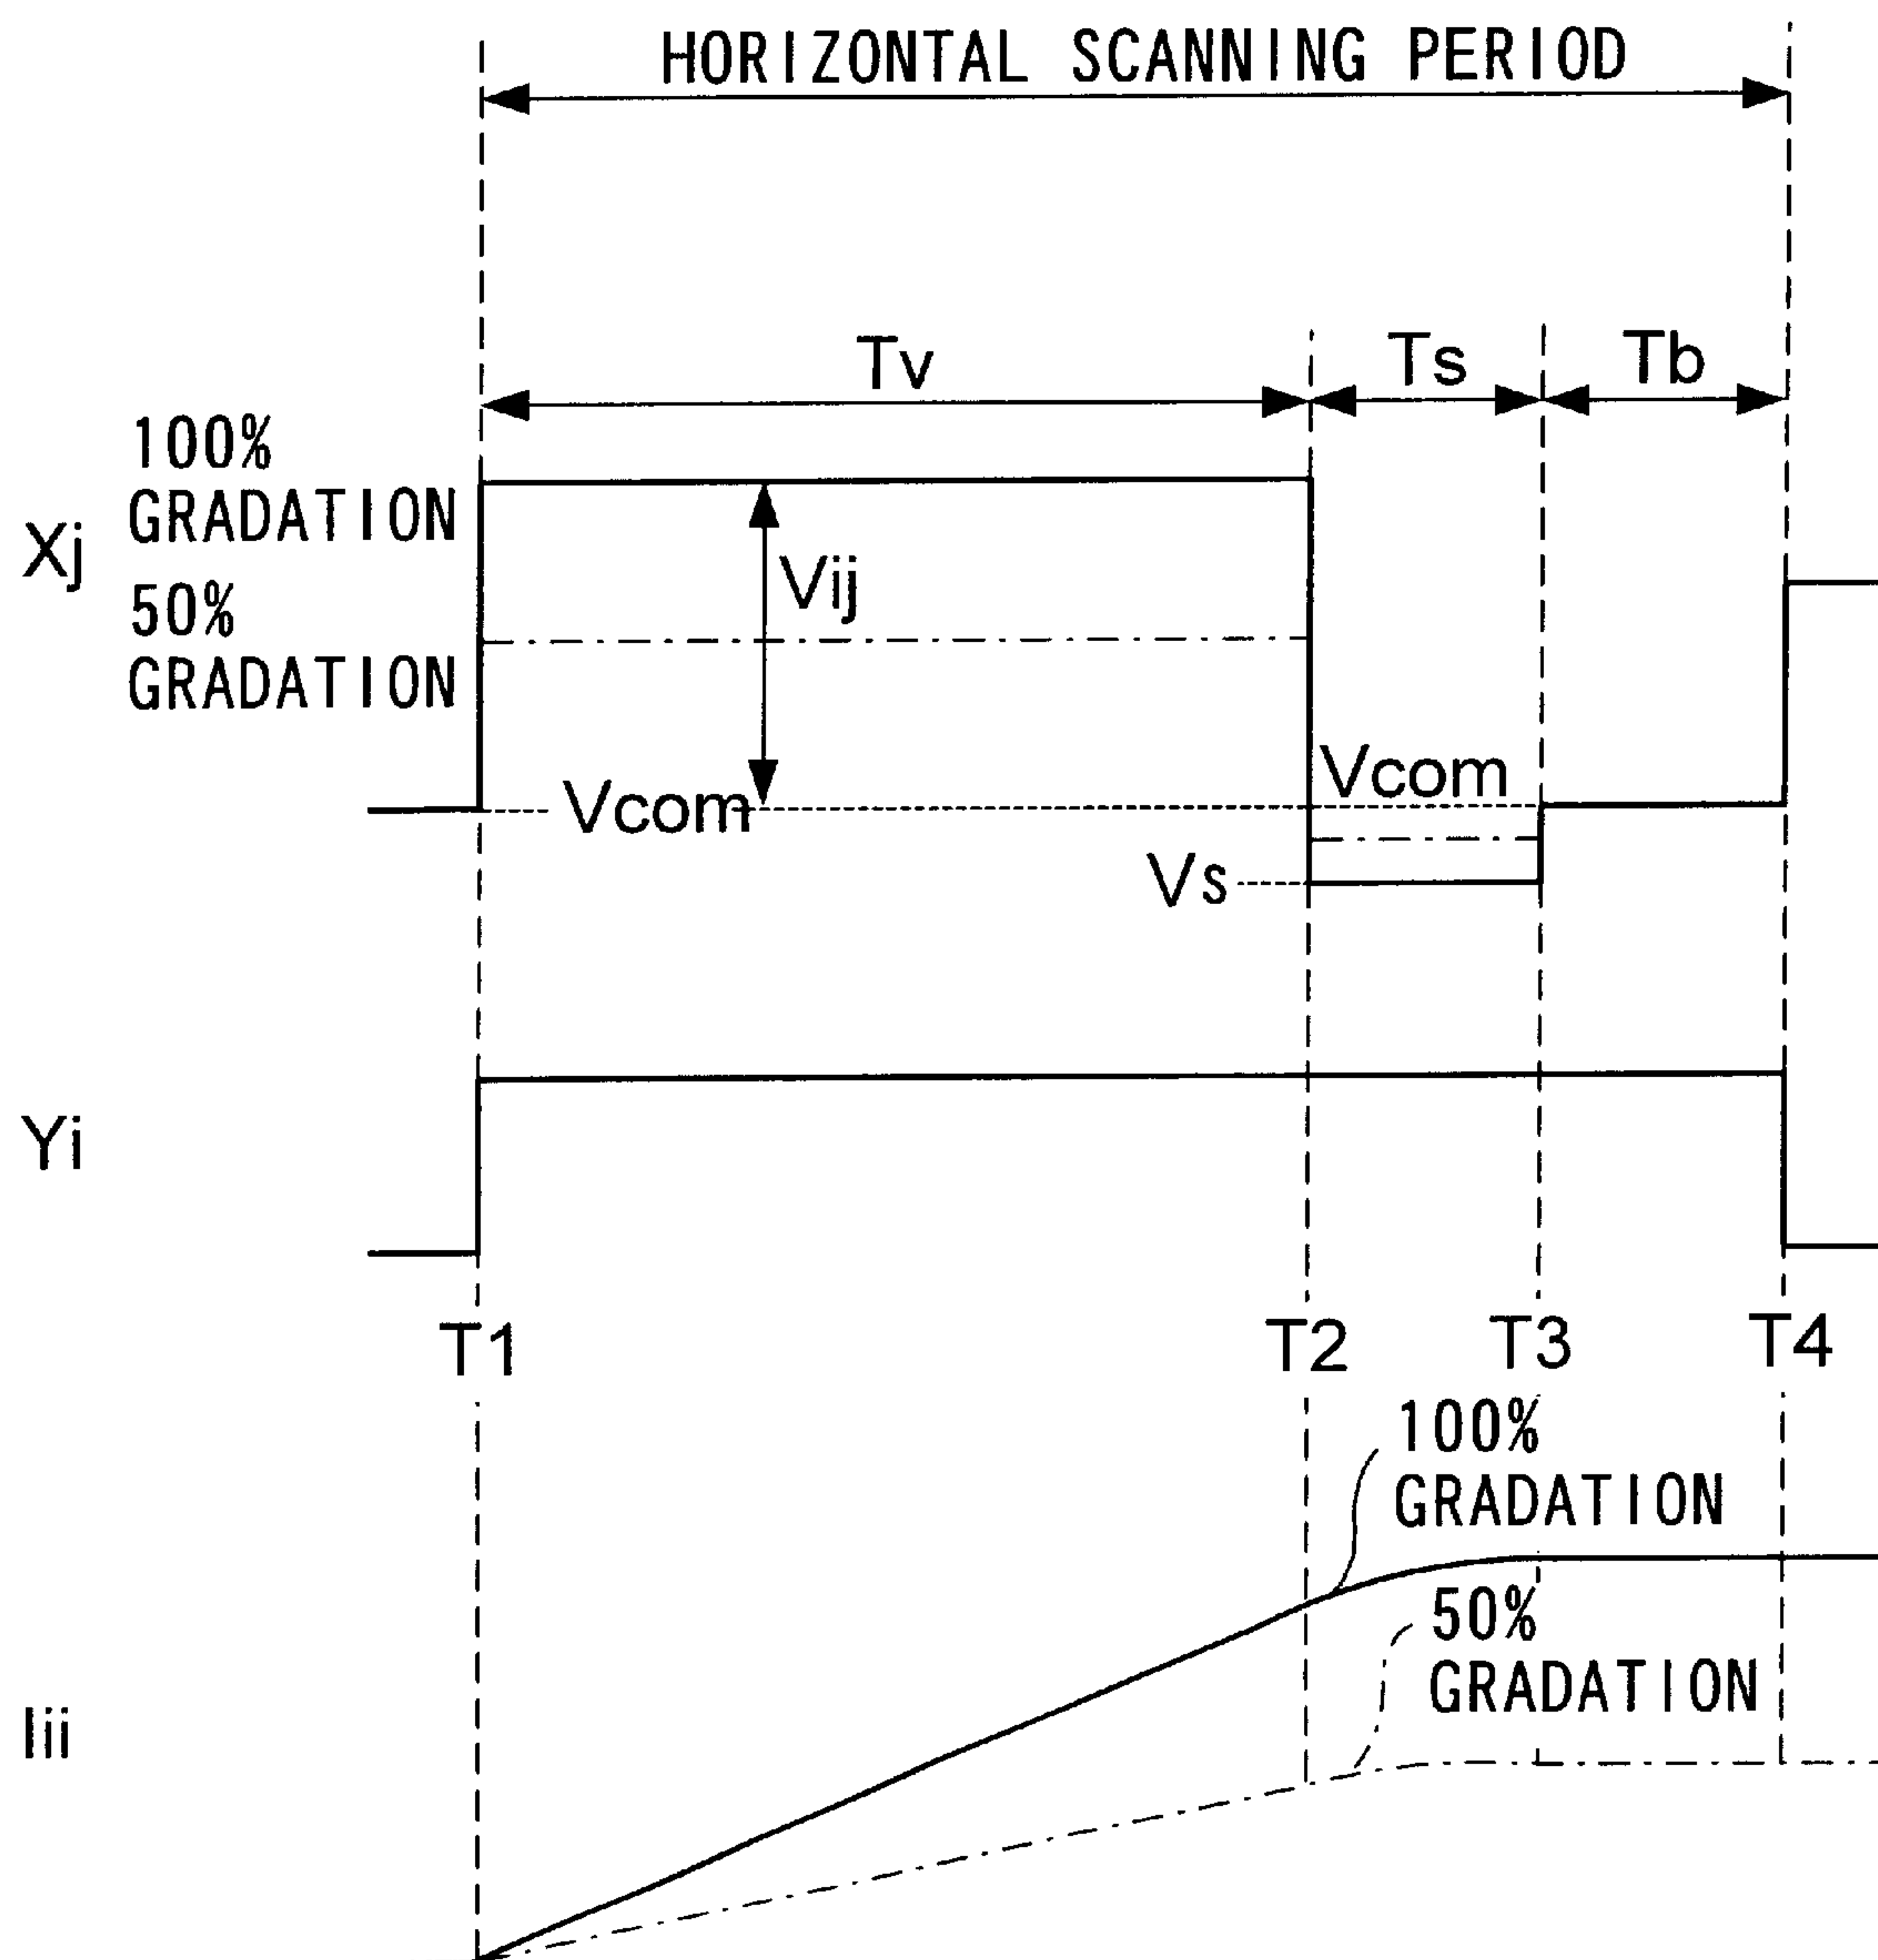 HORIZONTAL SCANNING PERIOD
Tv
Ts
Tb
100%
GRADATION
Xj
50%
GRADATION
Vij
Vcom
Vcom
Vs
Yi
T1
T2
T3
T4
100%
GRADATION
50%
GRADATION
Iii